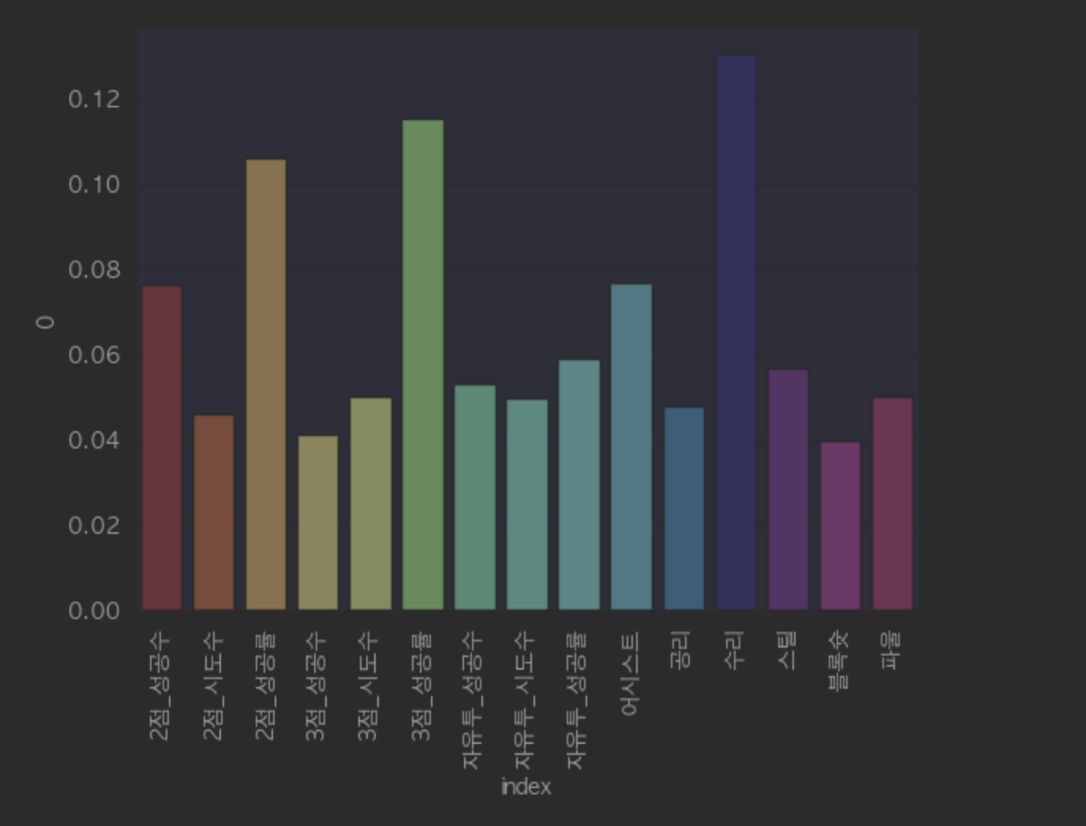 0.12
0.10
0.08
0.06
0.04
0.02
0.00
0
2점_성공수
2점_시도수
2점_성공률
3점_성공수
3점_시도수
3점_성공률
자유투_성공수
자유투_시도수
자유투_성공률
어시스트
공리
수리
스틸
블록슛
파울
index